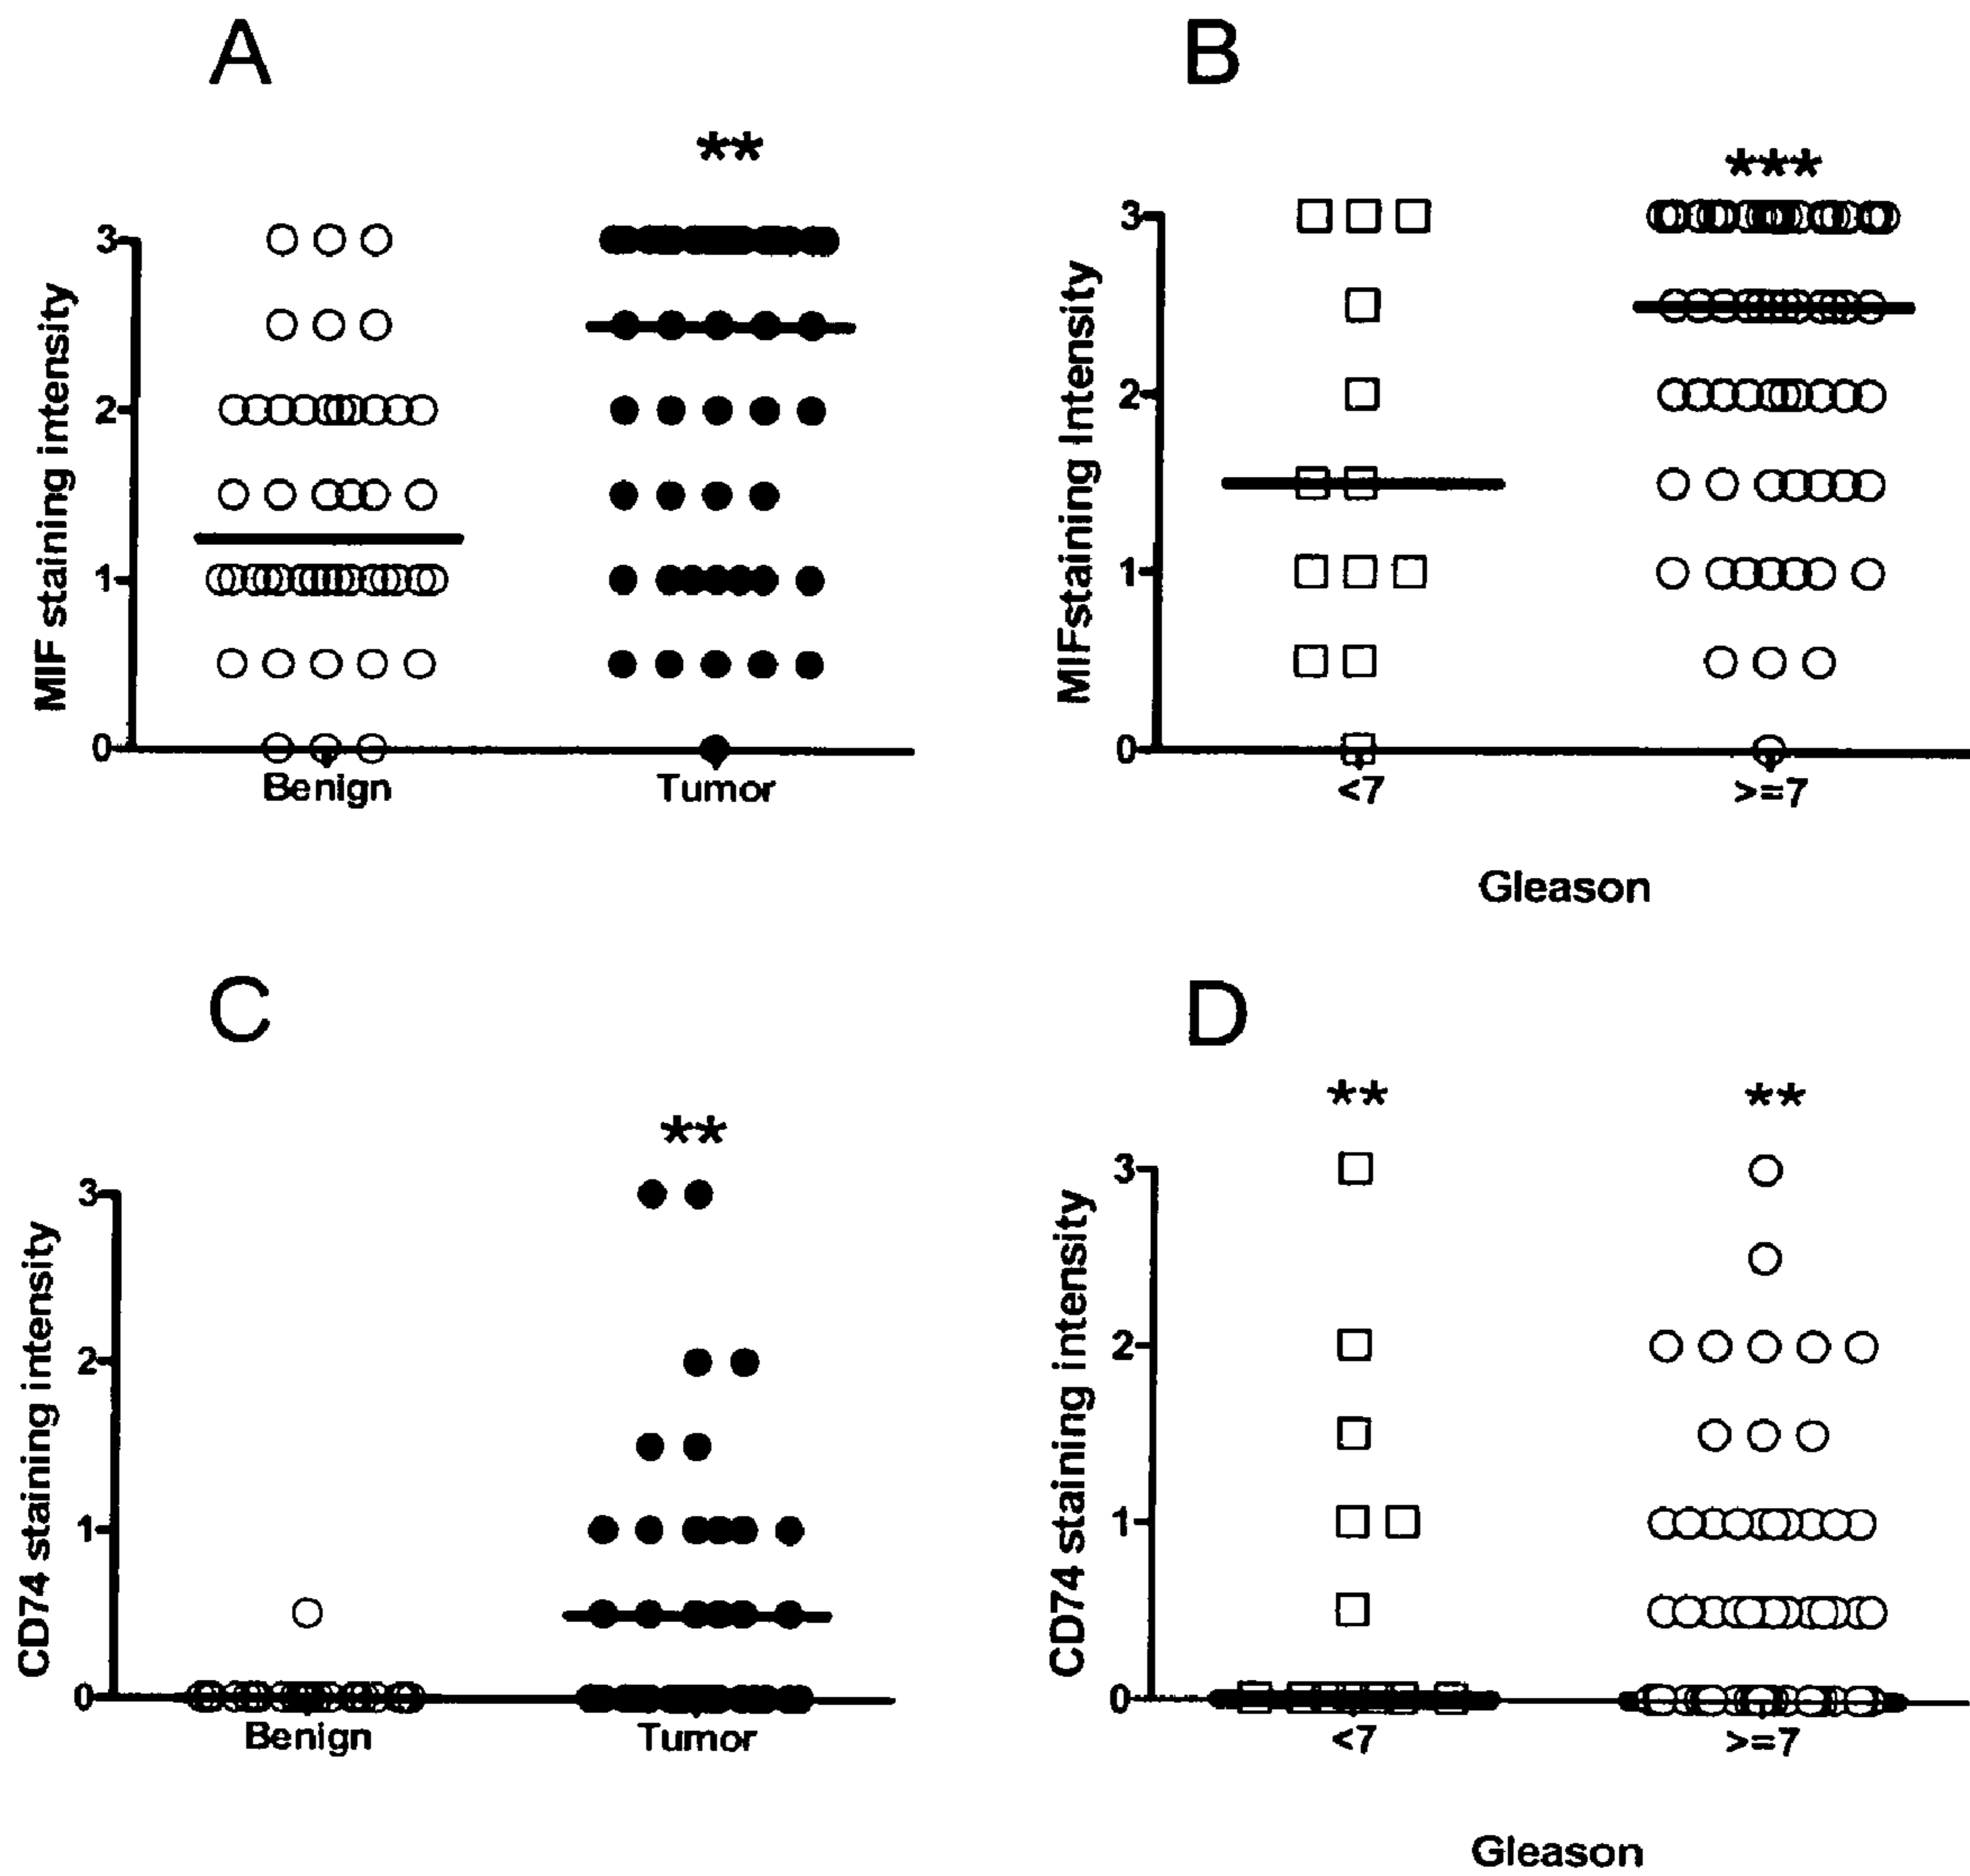 A
**
MIF staining intensity
3
2
1
0
Benign
Tumor
B
***
MIFstaining Intensity
3
2
1
0
<7
>=7
Gleason
C
**
CD74 staining intensity
3
2
1
0
Benign
Tumor
D
**
**
CD74 staining intensity
3
2
1
0
<7
>=7
Gleason